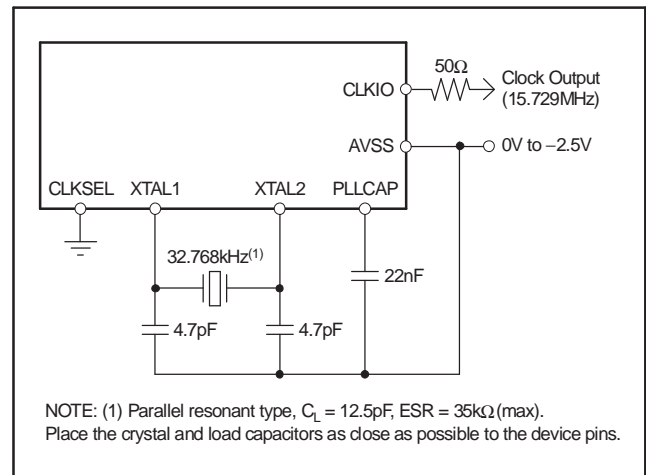 50Ω
CLKIO
Clock Output
(15.729MHz)
AVSS
0V to −2.5V
CLKSEL XTAL1 XTAL2 PLLCAP
32.768kHz(1)
22nF
4.7pF 4.7pF
NOTE: (1) Parallel resonant type, CL = 12.5pF, ESR = 35kΩ (max).
Place the crystal and load capacitors as close as possible to the device pins.